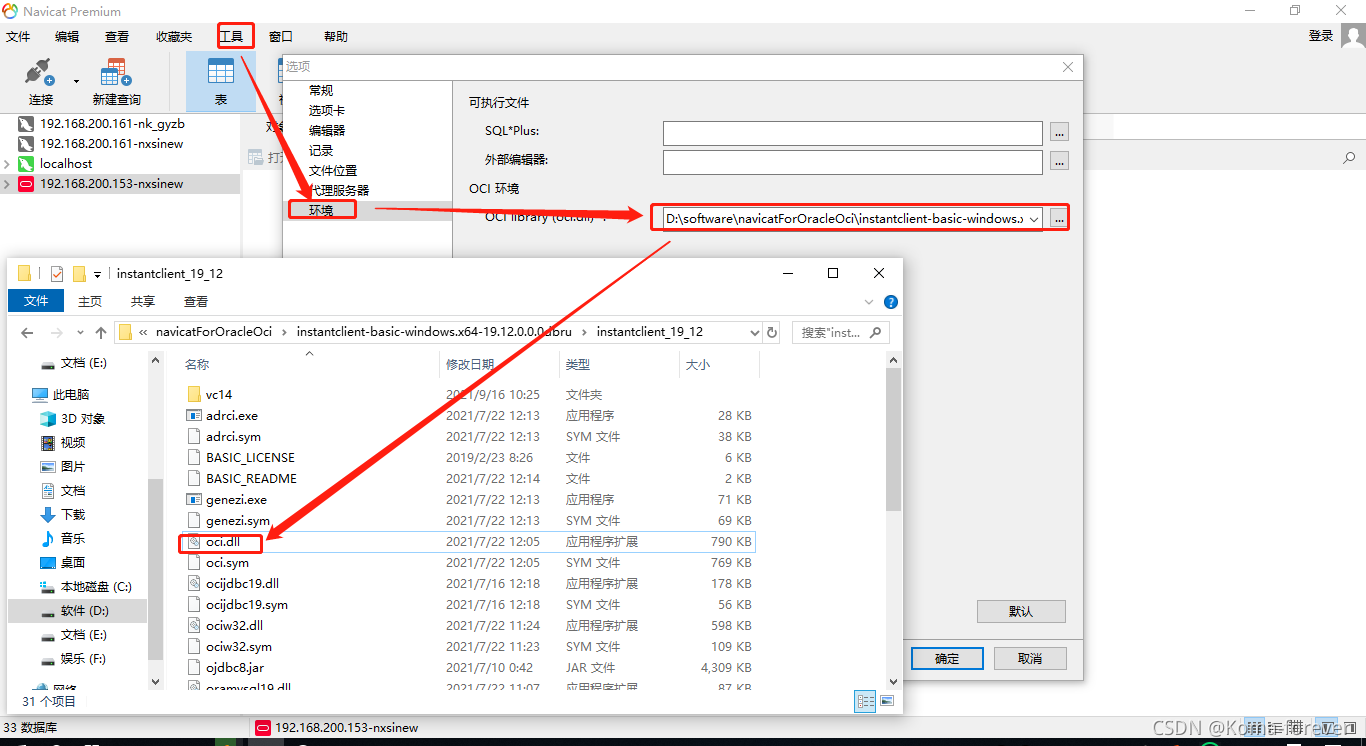 Navicat Premium
文件 编辑 查看 收藏夹 工具 窗口 帮助
登录
连接 新建查询 表
选项
192.168.200.161-nk_gyzb
192.168.200.161-nxsinew
localhost
192.168.200.153-nxsinew
常规
选项卡
编辑器
记录
文件位置
代理服务器
环境
可执行文件
SQL*Plus:
...
外部编辑器:
...
OCI 环境
OCI library (oci.dll) :
D:\software\navicatForOracleOci\instantclient-basic-windows.x
...
默认
确定 取消
instantclient_19_12
文件 主页 共享 查看
« navicatForOracleOci › instantclient-basic-windows.x64-19.12.0.0.0dbru › instantclient_19_12
搜索"inst...
文档 (E:)
此电脑
3D 对象
视频
图片
文档
下载
音乐
桌面
本地磁盘 (C:)
软件 (D:)
文档 (E:)
娱乐 (F:)
网络
名称 修改日期 类型 大小
vc14 2021/9/16 10:25 文件夹
adrci.exe 2021/7/22 12:13 应用程序 28 KB
adrci.sym 2021/7/22 12:13 SYM 文件 38 KB
BASIC_LICENSE 2019/2/23 8:26 文件 6 KB
BASIC_README 2021/7/22 12:14 文件 2 KB
genezi.exe 2021/7/22 12:13 应用程序 71 KB
genezi.sym 2021/7/22 12:13 SYM 文件 69 KB
oci.dll 2021/7/22 12:05 应用程序扩展 790 KB
oci.sym 2021/7/22 12:05 SYM 文件 769 KB
ocijdbc19.dll 2021/7/16 12:18 应用程序扩展 178 KB
ocijdbc19.sym 2021/7/16 12:18 SYM 文件 56 KB
ociw32.dll 2021/7/22 11:24 应用程序扩展 598 KB
ociw32.sym 2021/7/22 11:23 SYM 文件 109 KB
ojdbc8.jar 2021/7/10 0:42 JAR 文件 4,309 KB
oramysql19.dll 2021/7/22 11:07 应用程序扩展 87 KB
31 个项目
33 数据库
192.168.200.153-nxsinew